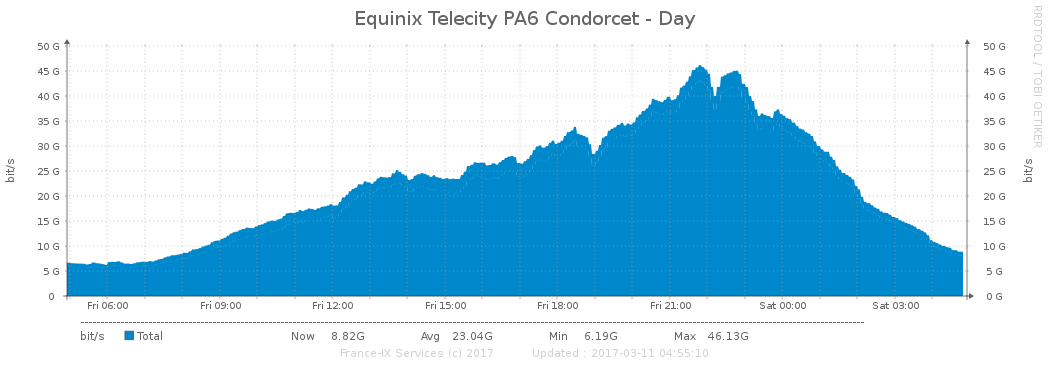 Equinix Telecity PA6 Condorcet - Day
RRDTOOL / TOBI OETIKER
bit/s
50 G 50 G
45 G 45 G
40 G 40 G
35 G 35 G
30 G 30 G
25 G 25 G
20 G 20 G
15 G 15 G
10 G 10 G
5 G 5 G
0 0 G
bit/s
Fri 06:00 Fri 09:00 Fri 12:00 Fri 15:00 Fri 18:00 Fri 21:00 Sat 00:00 Sat 03:00
bit/s Total Now 8.82G Avg 23.04G Min 6.19G Max 46.13G
France-IX Services (c) 2017 Updated : 2017-03-11 04:55:10